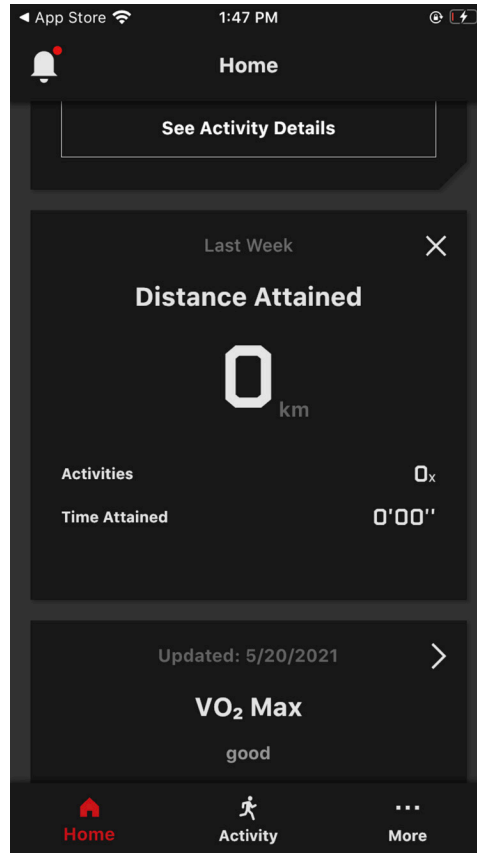 App Store 1:47 PM
Home
See Activity Details
Last Week
Distance Attained
0 km
Activities 0x
Time Attained 0'00''
Updated: 5/20/2021
VO₂ Max
good
Home Activity More